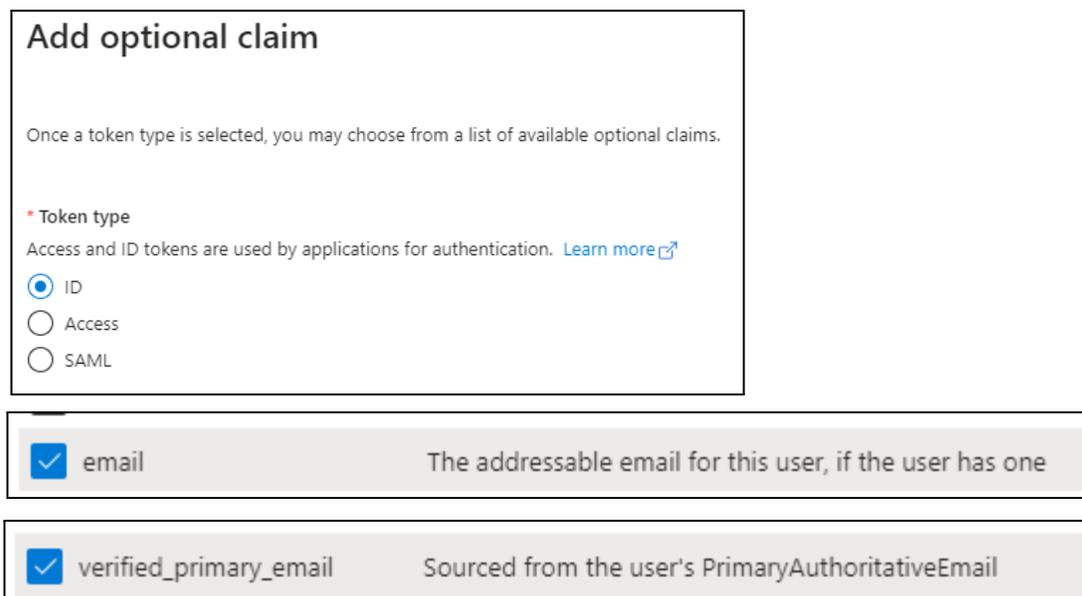 Add optional claim
Once a token type is selected, you may choose from a list of available optional claims.
* Token type
Access and ID tokens are used by applications for authentication. Learn more
ID
Access
SAML
email The addressable email for this user, if the user has one
verified_primary_email Sourced from the user's PrimaryAuthoritativeEmail